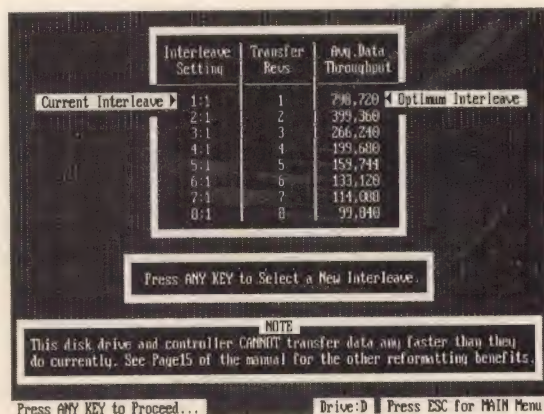 Interleave Transfer Avg.Data
Setting Revs Throughput
Current Interleave ► 1:1 1 798,720 ◄ Optimum Interleave
2:1 2 399,360
3:1 3 266,240
4:1 4 199,680
5:1 5 159,744
6:1 6 133,120
7:1 7 114,080
8:1 8 99,840
Press ANY KEY to Select a New Interleave.
NOTE
This disk drive and controller CANNOT transfer data any faster than they
do currently. See Page15 of the manual for the other reformatting benefits.
Press ANY KEY to Proceed... Drive:D Press ESC for MAIN Menu